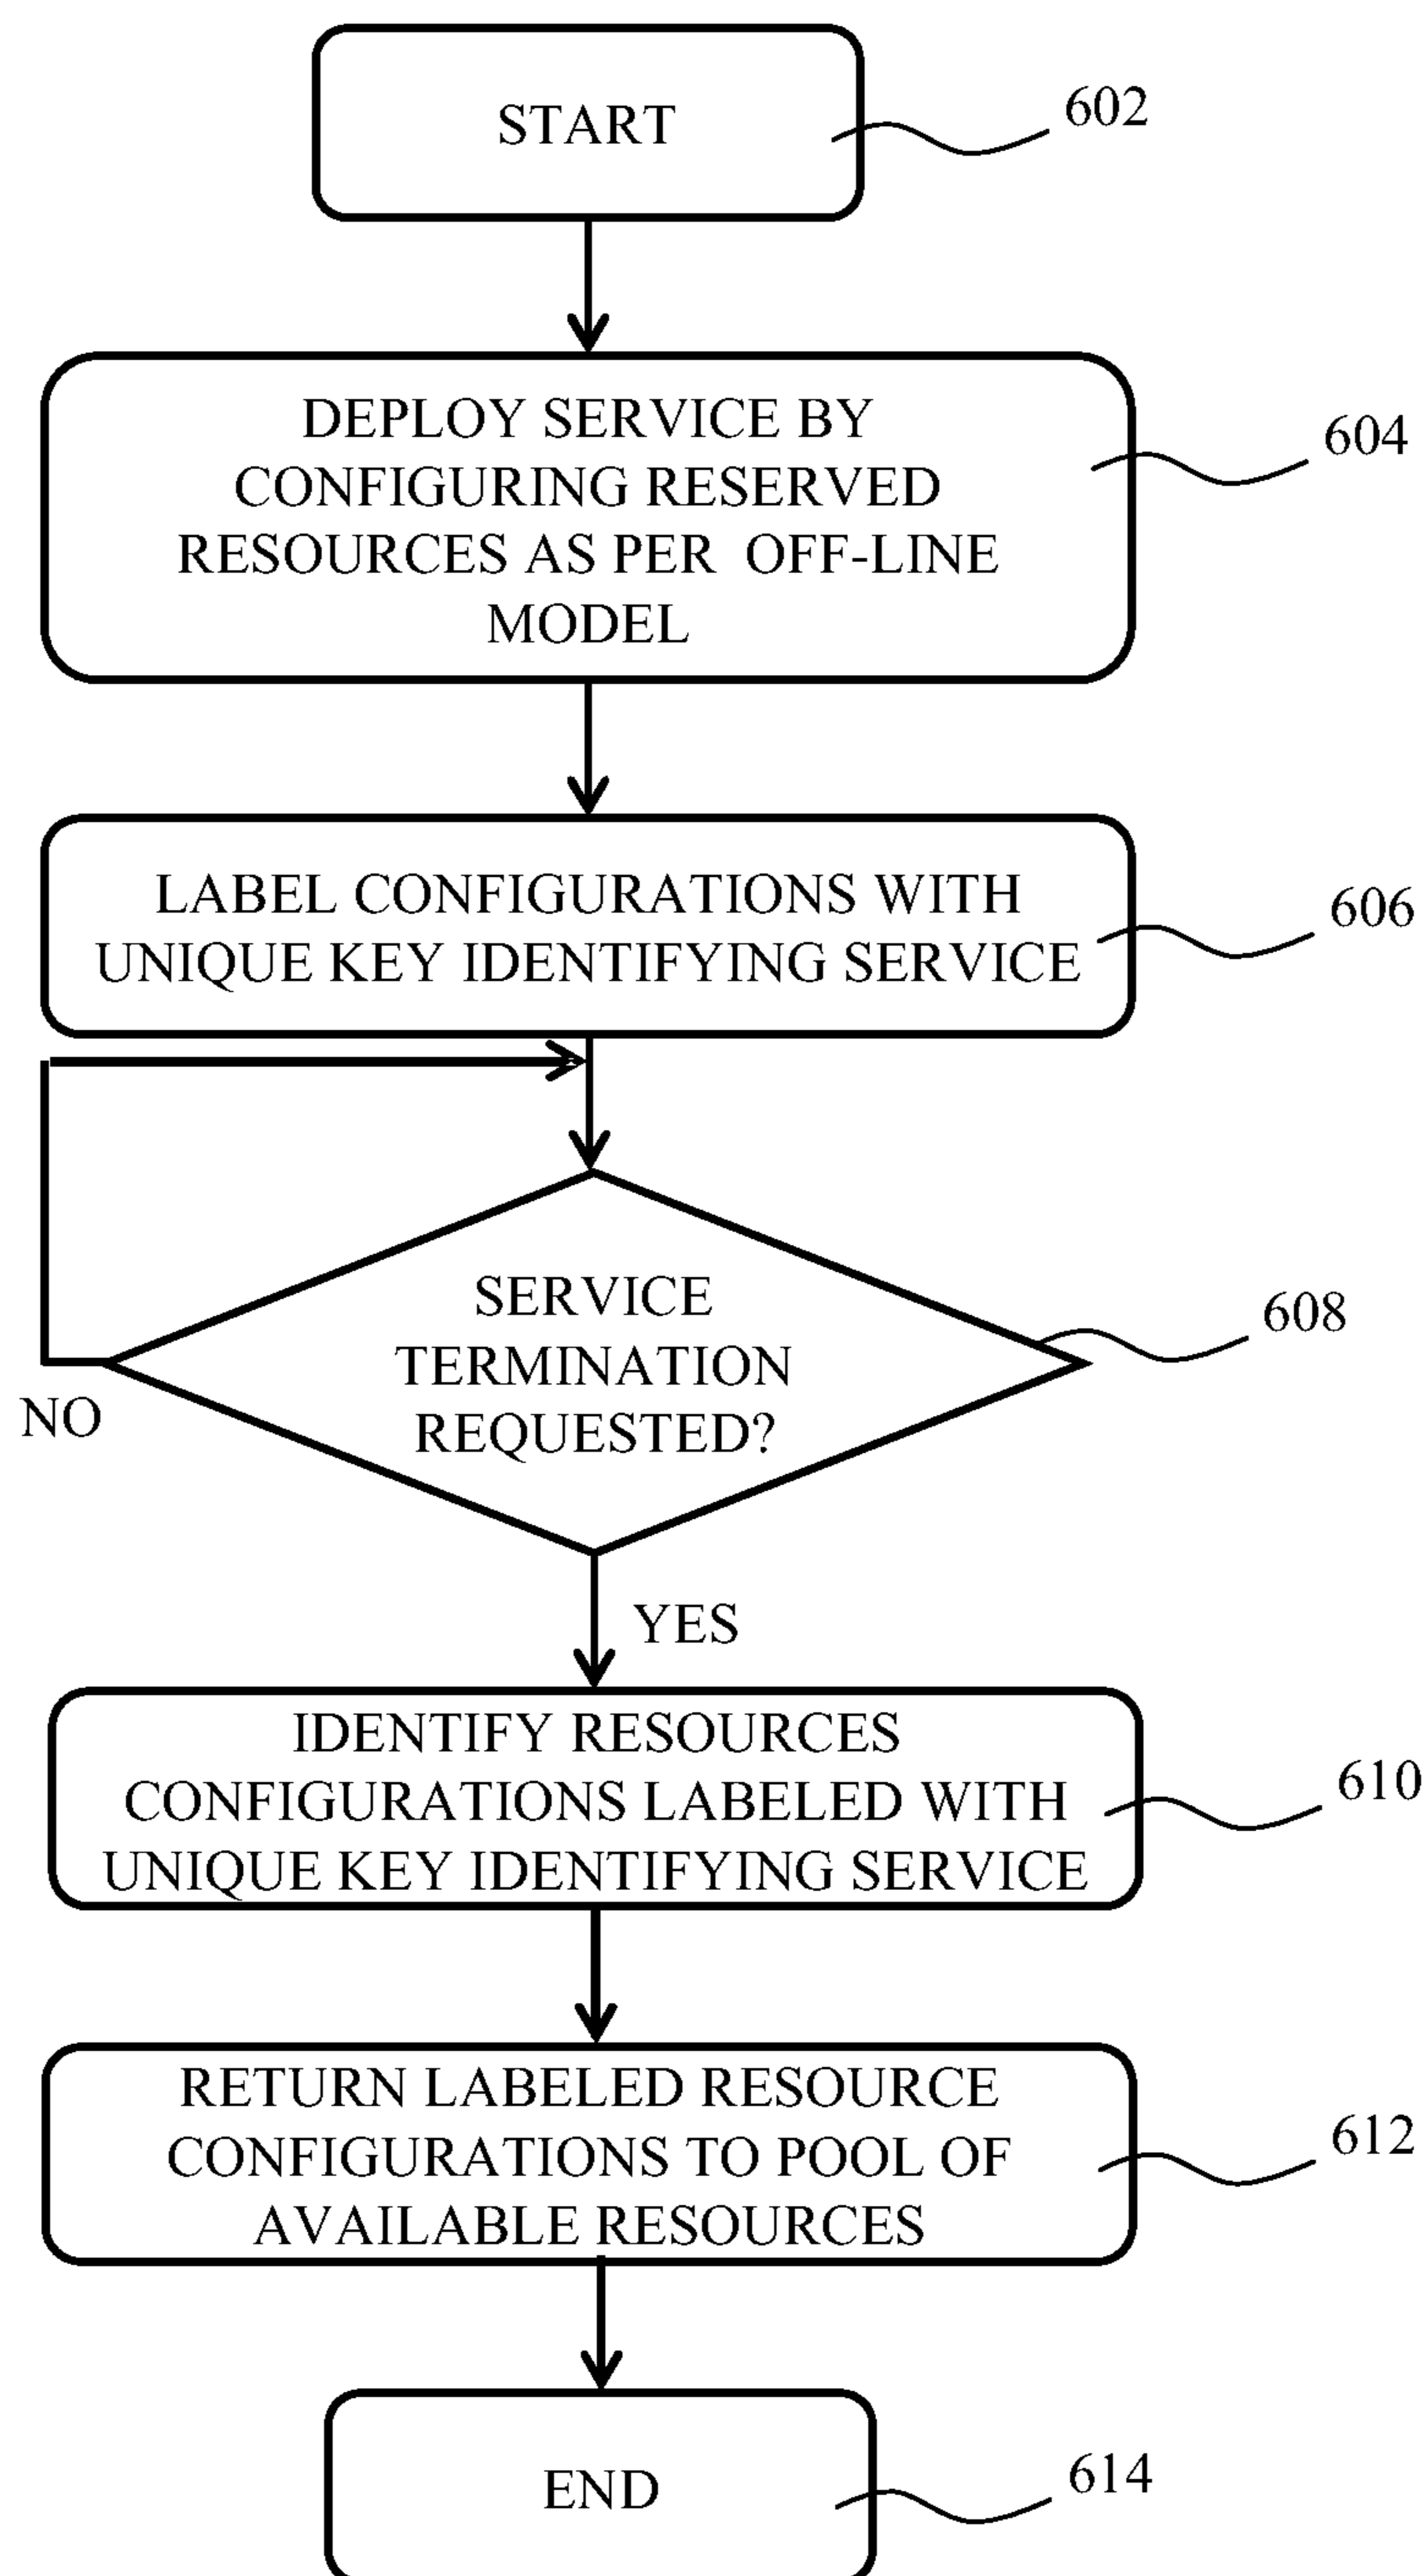 START
602
DEPLOY SERVICE BY
CONFIGURING RESERVED
RESOURCES AS PER OFF-LINE
MODEL
604
LABEL CONFIGURATIONS WITH
UNIQUE KEY IDENTIFYING SERVICE
606
SERVICE
TERMINATION
REQUESTED?
608
NO
YES
IDENTIFY RESOURCES
CONFIGURATIONS LABELED WITH
UNIQUE KEY IDENTIFYING SERVICE
610
RETURN LABELED RESOURCE
CONFIGURATIONS TO POOL OF
AVAILABLE RESOURCES
612
END
614